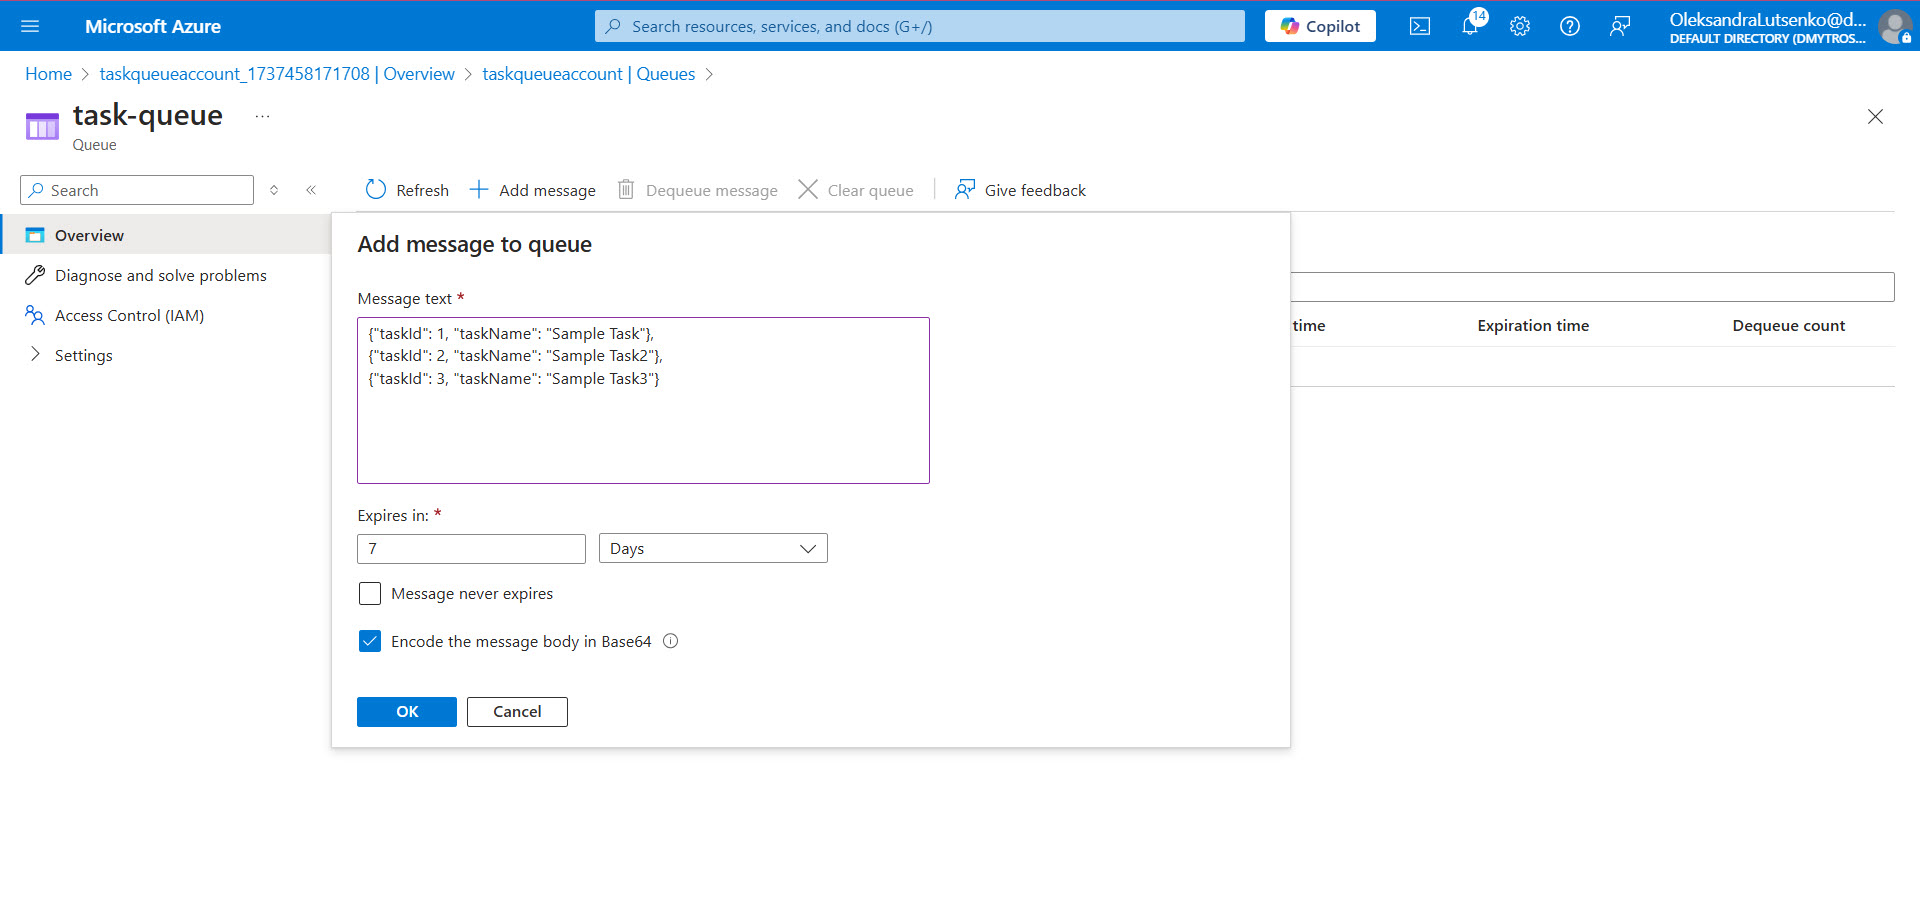 Microsoft Azure
Search resources, services, and docs (G+/)
Copilot
14
OleksandraLutsenko@d...
DEFAULT DIRECTORY (DMYTROS...
Home > taskqueueaccount_1737458171708 | Overview > taskqueueaccount | Queues >
task-queue ...
Queue
Search
Refresh
Add message
Dequeue message
Clear queue
Give feedback
Overview
Diagnose and solve problems
Access Control (IAM)
Settings
Add message to queue
Message text *
{"taskId": 1, "taskName": "Sample Task"},
{"taskId": 2, "taskName": "Sample Task2"},
{"taskId": 3, "taskName": "Sample Task3"}
Expires in: *
7
Days
Message never expires
Encode the message body in Base64
OK
Cancel
time
Expiration time
Dequeue count